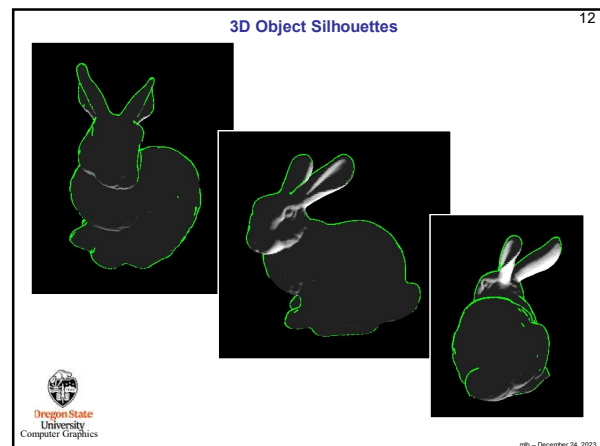 3D Object Silhouettes
12
Oregon State
University
Computer Graphics
mjb – December 24, 2023